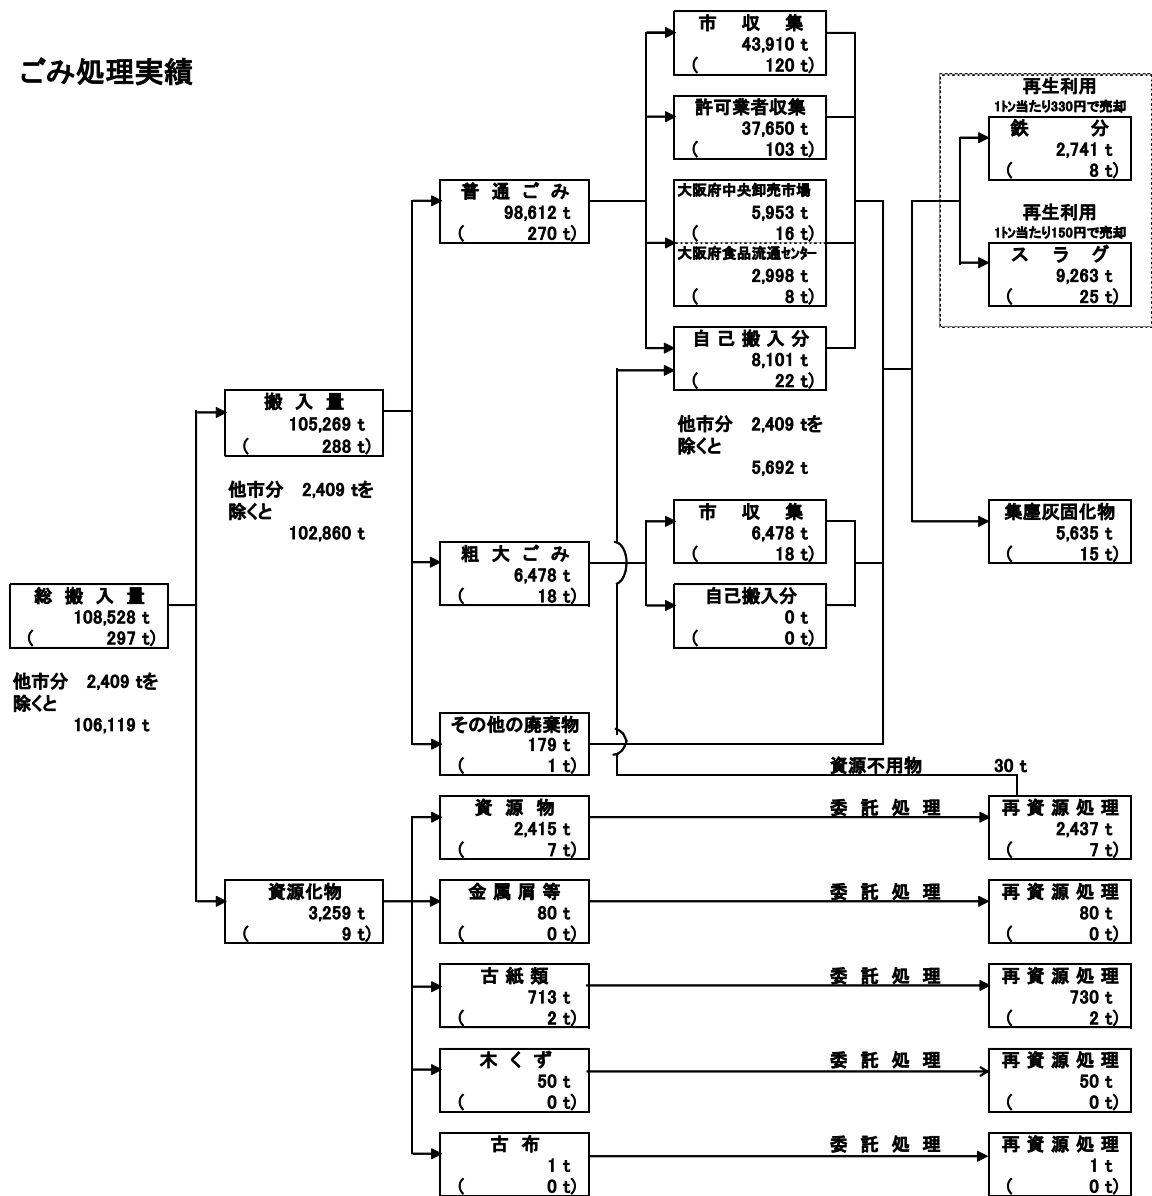 ごみ処理実績
市収集
43,910 t
( 120 t)
許可業者収集
37,650 t
( 103 t)
大阪府中央卸売市場
5,953 t
( 16 t)
大阪府食品流通センター
2,998 t
( 8 t)
自己搬入分
8,101 t
( 22 t)
他市分 2,409 tを
除くと
5,692 t
再生利用
1トン当たり330円で売却
鉄分
2,741 t
( 8 t)
再生利用
1トン当たり150円で売却
スラグ
9,263 t
( 25 t)
普通ごみ
98,612 t
( 270 t)
搬入量
105,269 t
( 288 t)
他市分 2,409 tを
除くと
102,860 t
市収集
6,478 t
( 18 t)
自己搬入分
0 t
( 0 t)
集塵灰固化物
5,635 t
( 15 t)
粗大ごみ
6,478 t
( 18 t)
総搬入量
108,528 t
( 297 t)
他市分 2,409 tを
除くと
106,119 t
その他の廃棄物
179 t
( 1 t)
資源不用物 30 t
資源物
2,415 t
( 7 t)
委託処理
再資源処理
2,437 t
( 7 t)
資源化物
3,259 t
( 9 t)
金属屑等
80 t
( 0 t)
委託処理
再資源処理
80 t
( 0 t)
古紙類
713 t
( 2 t)
委託処理
再資源処理
730 t
( 2 t)
木くず
50 t
( 0 t)
委託処理
再資源処理
50 t
( 0 t)
古布
1 t
( 0 t)
委託処理
再資源処理
1 t
( 0 t)